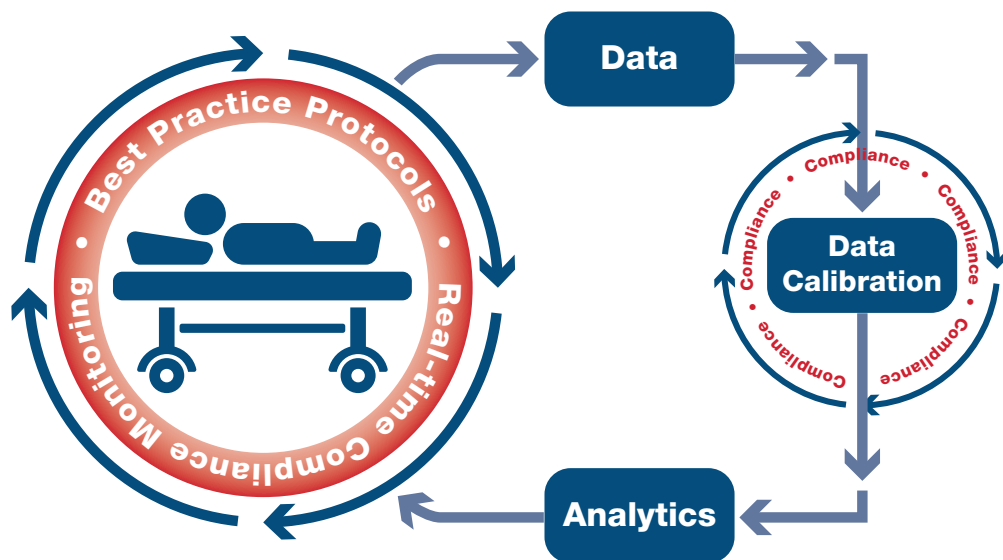 Best Practice Protocols • Real-time Compliance Monitoring •
Data
Compliance • Compliance • Compliance • Compliance • Compliance • Compliance
Data
Calibration
Analytics